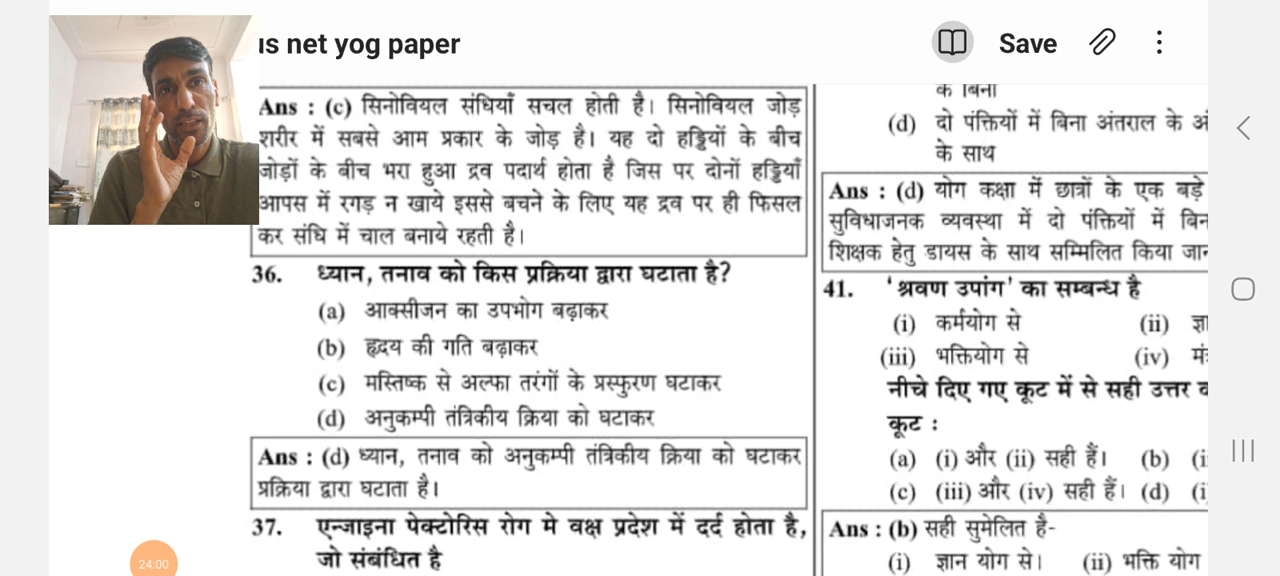 us net yog paper
Save
Ans : (c) सिनोवियल संधियाँ सचल होती है। सिनोवियल जोड़
शरीर में सबसे आम प्रकार के जोड़ है। यह दो हड्डियों के बीच
जोड़ों के बीच भरा हुआ द्रव पदार्थ होता है जिस पर दोनों हड्डियाँ
आपस में रगड़ न खाये इससे बचने के लिए यह द्रव पर ही फिसल
कर संधि में चाल बनाये रहती है।
36. ध्यान, तनाव को किस प्रक्रिया द्वारा घटाता है?
(a) आक्सीजन का उपभोग बढ़ाकर
(b) हृदय की गति बढ़ाकर
(c) मस्तिष्क से अल्फा तरंगों के प्रस्फुरण घटाकर
(d) अनुकम्पी तंत्रिकीय क्रिया को घटाकर
Ans : (d) ध्यान, तनाव को अनुकम्पी तंत्रिकीय क्रिया को घटाकर
प्रक्रिया द्वारा घटाता है।
37. एन्जाइना पेक्टोरिस रोग मे वक्ष प्रदेश में दर्द होता है,
जो संबंधित है
24:00
के बिना
(d) दो पंक्तियों में बिना अंतराल के
के साथ
Ans : (d) योग कक्षा में छात्रों के एक बड़े
सुविधाजनक व्यवस्था में दो पंक्तियों में
शिक्षक हेतु डायस के साथ सम्मिलित किया
41. 'श्रवण उपांग' का सम्बन्ध है
(i) कर्मयोग से (ii)
(iii) भक्तियोग से (iv)
नीचे दिए गए कूट में से सही उत्तर
कूट :
(a) (i) और (ii) सही हैं। (b)
(c) (iii) और (iv) सही हैं। (d)
Ans : (b) सही सुमेलित है-
(i) ज्ञान योग से। (ii) भक्ति योग